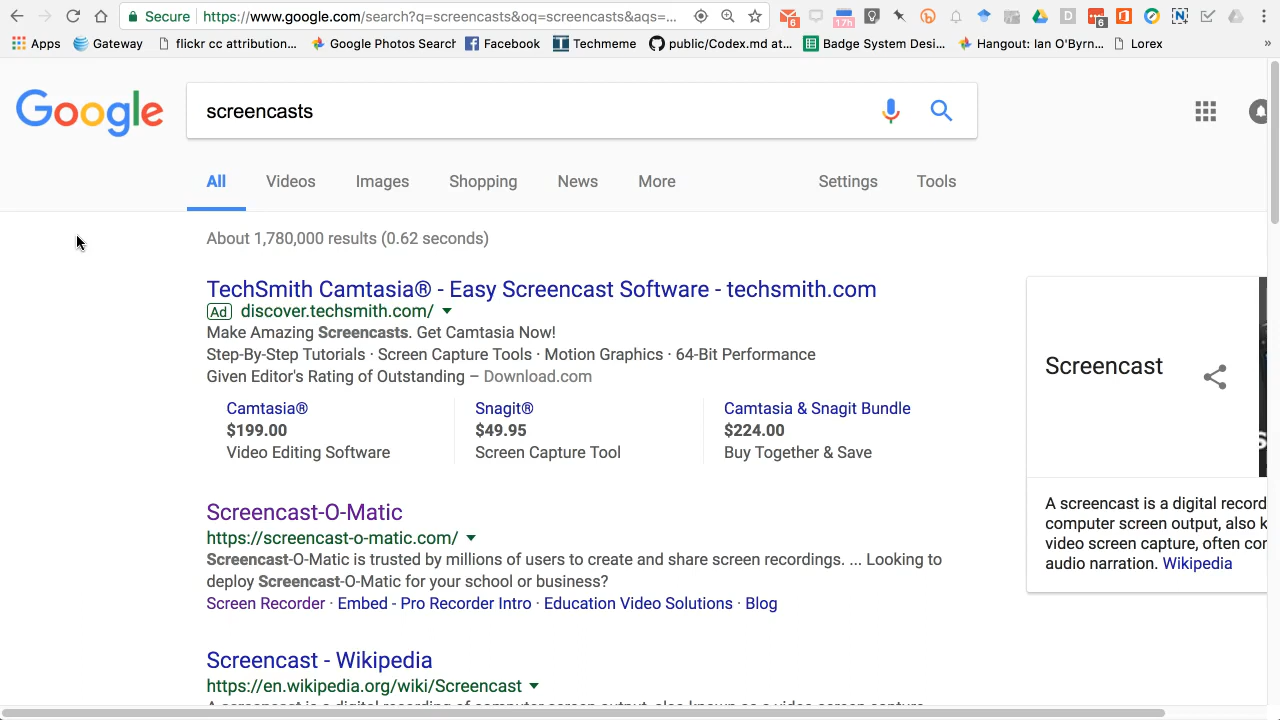 Secure https://www.google.com/search?q=screencasts&oq=screencasts&aqs=...
6 17h D 6
Apps Gateway flickr cc attribution... Google Photos Searc Facebook Techmeme public/Codex.md at... Badge System Desi... Hangout: Ian O'Byrn... Lorex »
Google
screencasts
All Videos Images Shopping News More Settings Tools
About 1,780,000 results (0.62 seconds)
TechSmith Camtasia® - Easy Screencast Software - techsmith.com
Ad discover.techsmith.com/
Make Amazing Screencasts. Get Camtasia Now!
Step-By-Step Tutorials · Screen Capture Tools · Motion Graphics · 64-Bit Performance
Given Editor's Rating of Outstanding – Download.com
Camtasia® Snagit® Camtasia & Snagit Bundle
$199.00 $49.95 $224.00
Video Editing Software Screen Capture Tool Buy Together & Save
Screencast-O-Matic
https://screencast-o-matic.com/
Screencast-O-Matic is trusted by millions of users to create and share screen recordings. ... Looking to
deploy Screencast-O-Matic for your school or business?
Screen Recorder · Embed - Pro Recorder Intro · Education Video Solutions · Blog
Screencast - Wikipedia
https://en.wikipedia.org/wiki/Screencast
Screencast
A screencast is a digital record
computer screen output, also k
video screen capture, often con
audio narration. Wikipedia